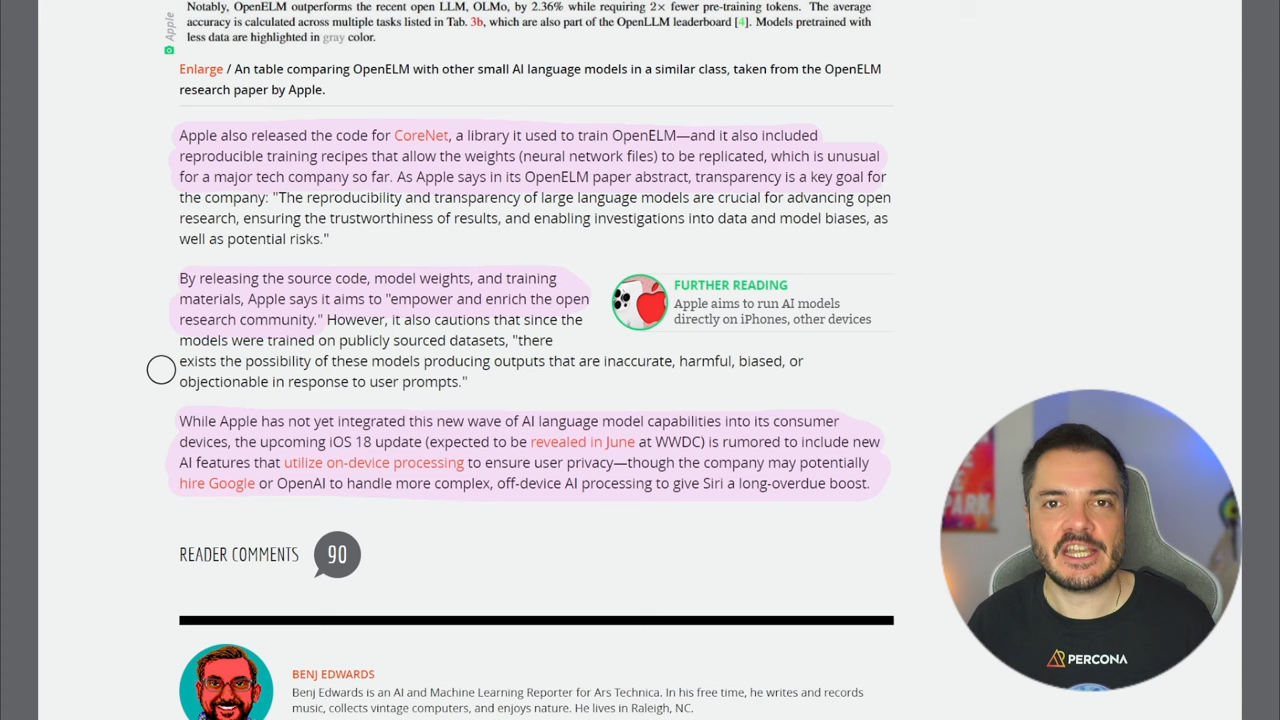 Notably, OpenELM outperforms the recent open LLM, OLMo, by 2.36% while requiring 2× fewer pre-training tokens. The average
accuracy is calculated across multiple tasks listed in Tab. 3b, which are also part of the OpenLLM leaderboard [4]. Models pretrained with
less data are highlighted in gray color.
Apple
Enlarge / An table comparing OpenELM with other small AI language models in a similar class, taken from the OpenELM
research paper by Apple.
Apple also released the code for CoreNet, a library it used to train OpenELM—and it also included
reproducible training recipes that allow the weights (neural network files) to be replicated, which is unusual
for a major tech company so far. As Apple says in its OpenELM paper abstract, transparency is a key goal for
the company: "The reproducibility and transparency of large language models are crucial for advancing open
research, ensuring the trustworthiness of results, and enabling investigations into data and model biases, as
well as potential risks."
By releasing the source code, model weights, and training
materials, Apple says it aims to "empower and enrich the open
research community." However, it also cautions that since the
models were trained on publicly sourced datasets, "there
exists the possibility of these models producing outputs that are inaccurate, harmful, biased, or
objectionable in response to user prompts."
FURTHER READING
Apple aims to run AI models
directly on iPhones, other devices
While Apple has not yet integrated this new wave of AI language model capabilities into its consumer
devices, the upcoming iOS 18 update (expected to be revealed in June at WWDC) is rumored to include new
AI features that utilize on-device processing to ensure user privacy—though the company may potentially
hire Google or OpenAI to handle more complex, off-device AI processing to give Siri a long-overdue boost.
READER COMMENTS 90
BENJ EDWARDS
Benj Edwards is an AI and Machine Learning Reporter for Ars Technica. In his free time, he writes and records
music, collects vintage computers, and enjoys nature. He lives in Raleigh, NC.
PERCONA